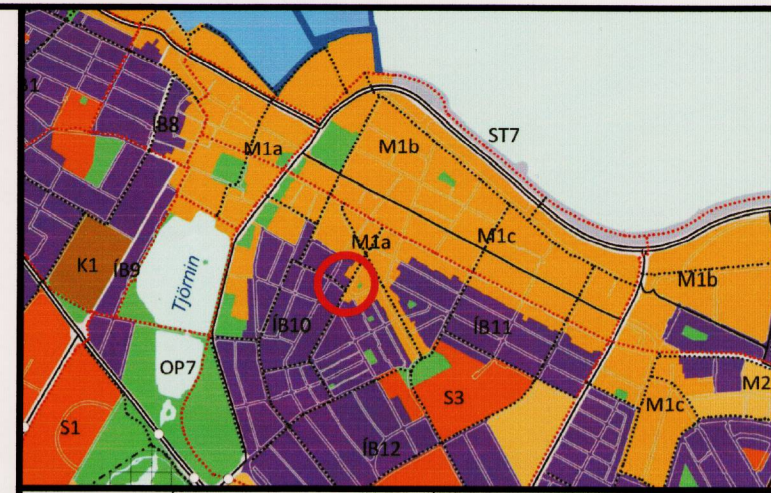 ÍB8
M1a
M1b
ST7
M1a
M1c
K1
ÍB9
Tjörnin
M1b
ÍB10
ÍB11
OP7
M2
S3
M1c
S1
ÍB12